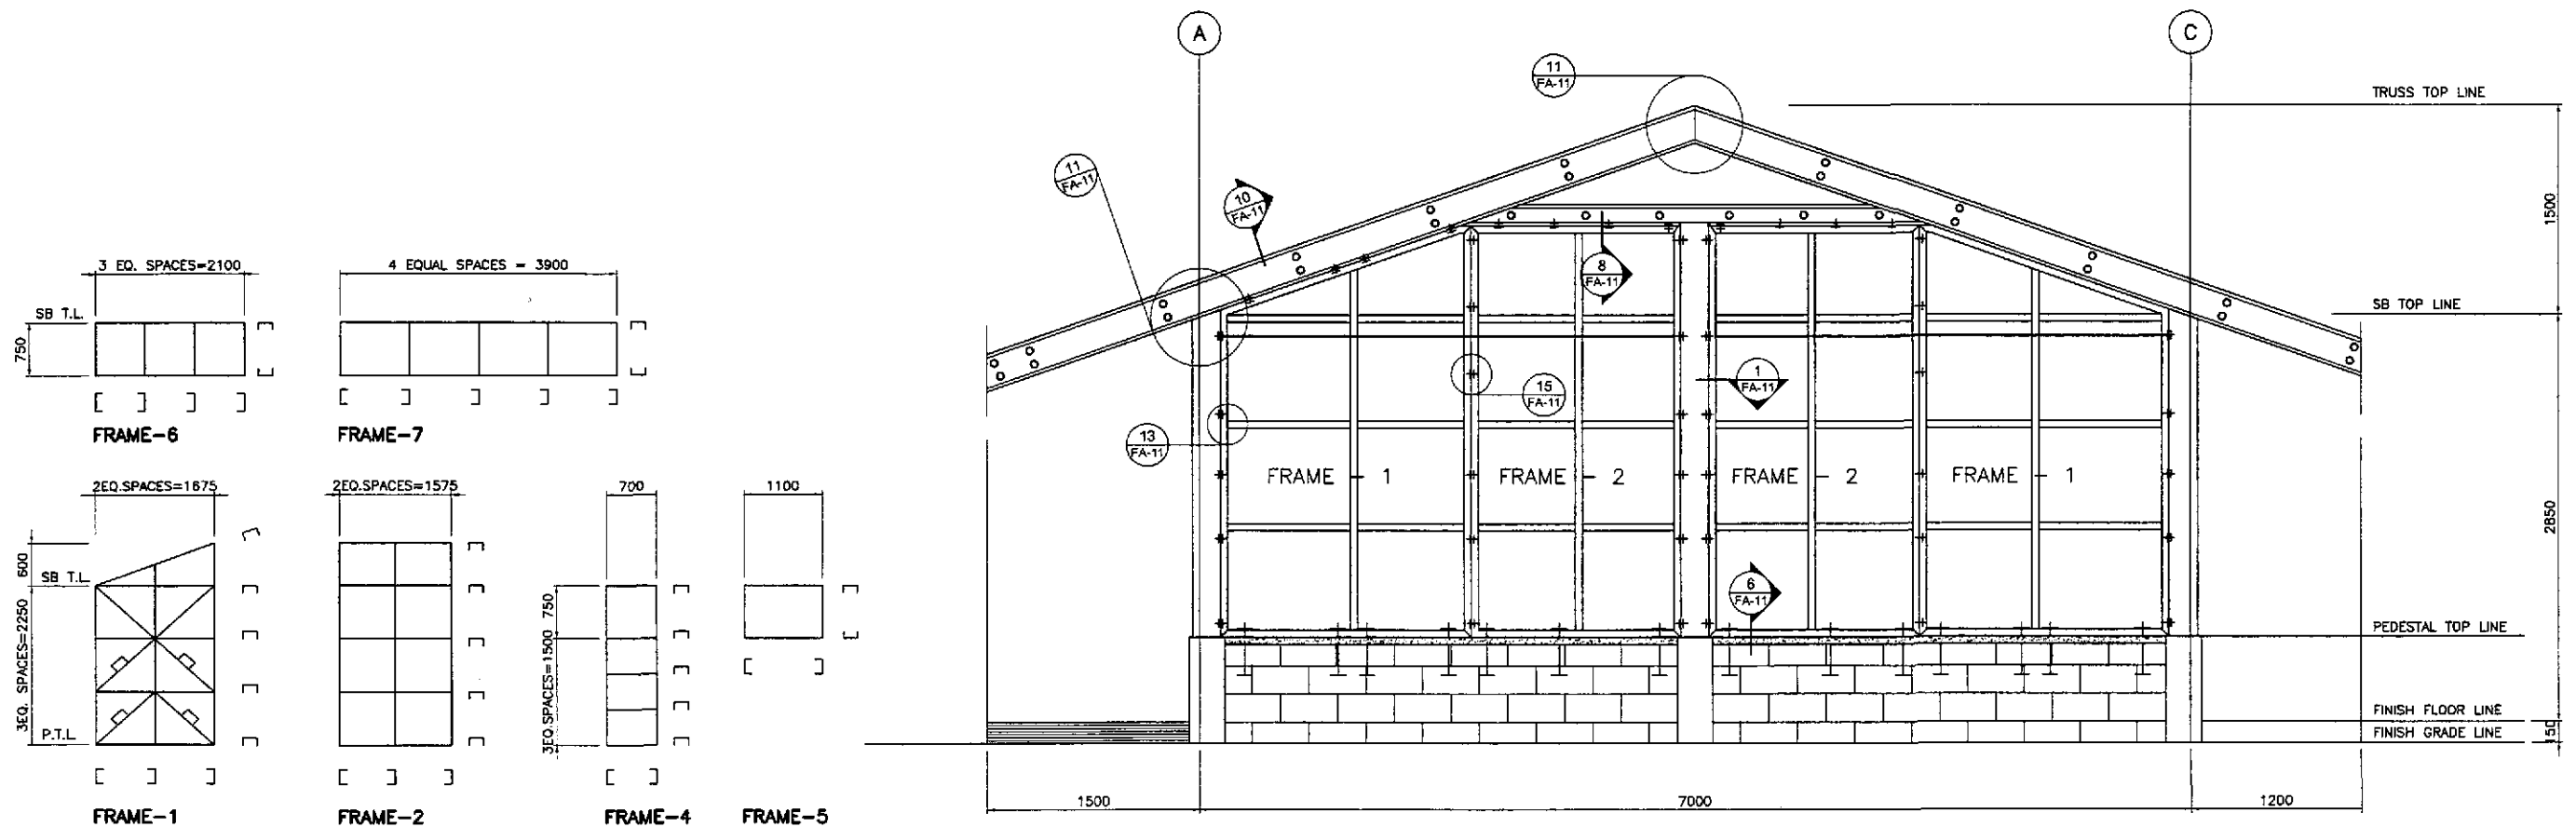 3 EQ. SPACES=2100
SB T.L.
750
FRAME-6
4 EQUAL SPACES = 3900
FRAME-7
2EQ.SPACES=1675
600
SB T.L.
3EQ. SPACES=2250
P.T.L.
FRAME-1
2EQ.SPACES=1575
FRAME-2
700
750
3EQ.SPACES=1500
FRAME-4
1100
FRAME-5
A
C
11
FA-11
11
FA-11
10
FA-11
8
FA-11
1
FA-11
15
FA-11
13
FA-11
6
FA-11
FRAME - 1
FRAME - 2
FRAME - 2
FRAME - 1
TRUSS TOP LINE
1500
SB TOP LINE
2850
PEDESTAL TOP LINE
FINISH FLOOR LINE
FINISH GRADE LINE
150
1500
7000
1200